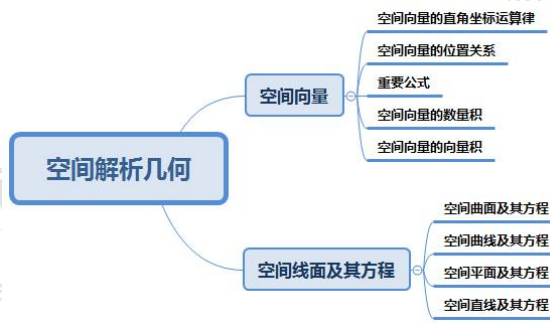 空间向量的直角坐标运算律
空间向量的位置关系
重要公式
空间向量的数量积
空间向量的向量积
空间向量
空间解析几何
空间线面及其方程
空间曲面及其方程
空间曲线及其方程
空间平面及其方程
空间直线及其方程